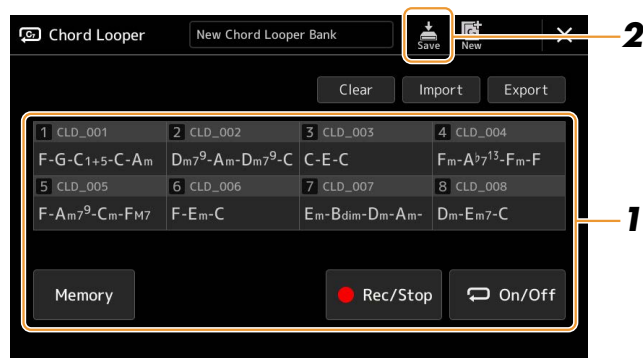 Chord Looper New Chord Looper Bank Save New 2
Clear Import Export
1 CLD_001 2 CLD_002 3 CLD_003 4 CLD_004
F-G-C1+5-C-Am Dm7⁹-Am-Dm7⁹-C C-E-C Fm-A♭7¹³-Fm-F
5 CLD_005 6 CLD_006 7 CLD_007 8 CLD_008
F-Am7⁹-Cm-FM7 F-Em-C Em-Bdim-Dm-Am- Dm-Em7-C
1
Memory Rec/Stop On/Off